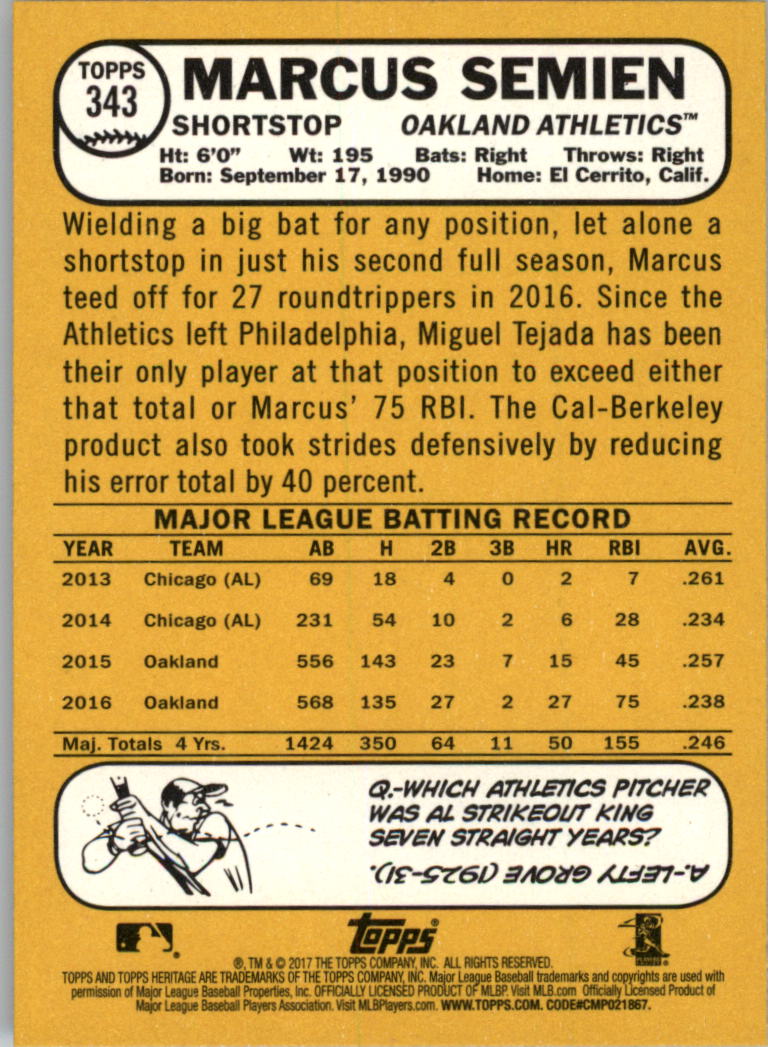 TOPPS
343
MARCUS SEMIEN
SHORTSTOP OAKLAND ATHLETICS™
Ht: 6'0" Wt: 195 Bats: Right Throws: Right
Born: September 17, 1990 Home: El Cerrito, Calif.
Wielding a big bat for any position, let alone a
shortstop in just his second full season, Marcus
teed off for 27 roundtrippers in 2016. Since the
Athletics left Philadelphia, Miguel Tejada has been
their only player at that position to exceed either
that total or Marcus' 75 RBI. The Cal-Berkeley
product also took strides defensively by reducing
his error total by 40 percent.
MAJOR LEAGUE BATTING RECORD
YEAR TEAM AB H 2B 3B HR RBI AVG.
2013 Chicago (AL) 69 18 4 0 2 7 .261
2014 Chicago (AL) 231 54 10 2 6 28 .234
2015 Oakland 556 143 23 7 15 45 .257
2016 Oakland 568 135 27 2 27 75 .238
Maj. Totals 4 Yrs. 1424 350 64 11 50 155 .246
Q.-WHICH ATHLETICS PITCHER
WAS AL STRIKEOUT KING
SEVEN STRAIGHT YEARS?
A.-LEFTY GROVE (1925-31).
topps®
®, TM & © 2017 THE TOPPS COMPANY, INC. ALL RIGHTS RESERVED.
TOPPS AND TOPPS HERITAGE ARE TRADEMARKS OF THE TOPPS COMPANY, INC. Major League Baseball trademarks and copyrights are used with
permission of Major League Baseball Properties, Inc. OFFICIALLY LICENSED PRODUCT OF MLBP. Visit MLB.com Officially Licensed Product of
Major League Baseball Players Association. Visit MLBPlayers.com. WWW.TOPPS.COM. CODE#CMP021867.